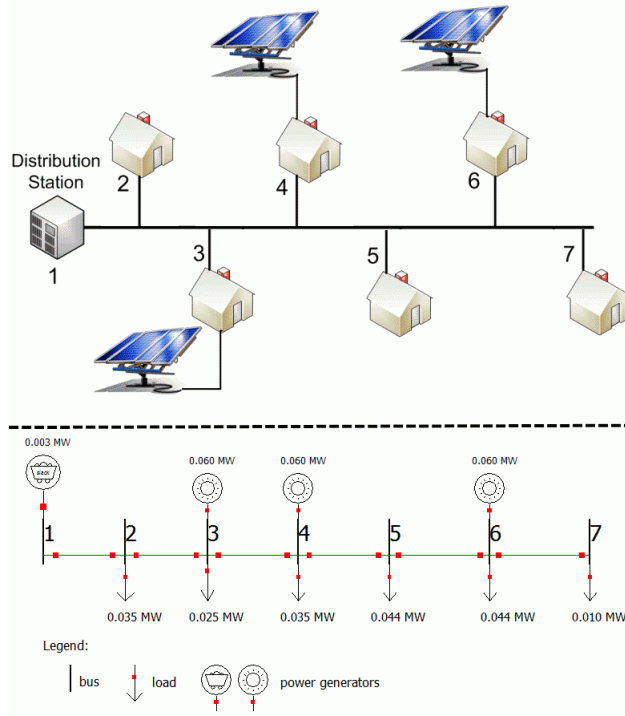 Distribution
Station
2
4
6
1
3
5
7
0.003 MW
0.060 MW
0.060 MW
0.060 MW
SLACK
1
2
3
4
5
6
7
0.035 MW
0.025 MW
0.035 MW
0.044 MW
0.044 MW
0.010 MW
Legend:
bus
load
power generators